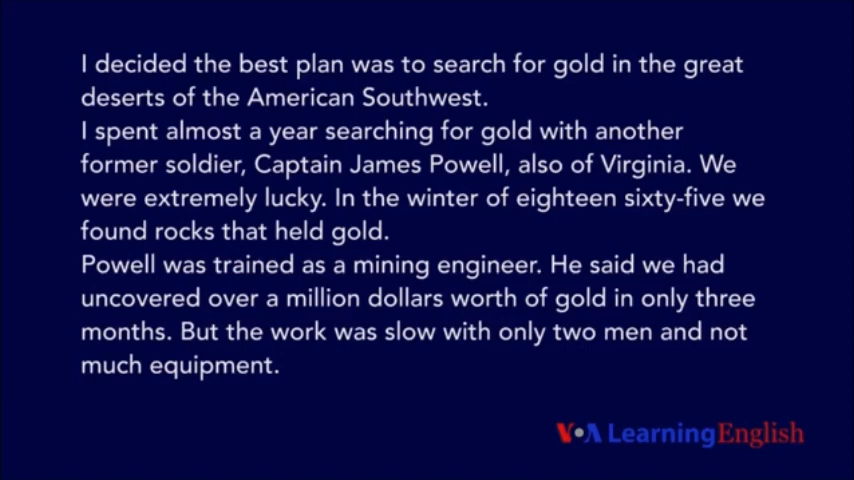 I decided the best plan was to search for gold in the great
deserts of the American Southwest.
I spent almost a year searching for gold with another
former soldier, Captain James Powell, also of Virginia. We
were extremely lucky. In the winter of eighteen sixty-five we
found rocks that held gold.
Powell was trained as a mining engineer. He said we had
uncovered over a million dollars worth of gold in only three
months. But the work was slow with only two men and not
much equipment.
VOA Learning English